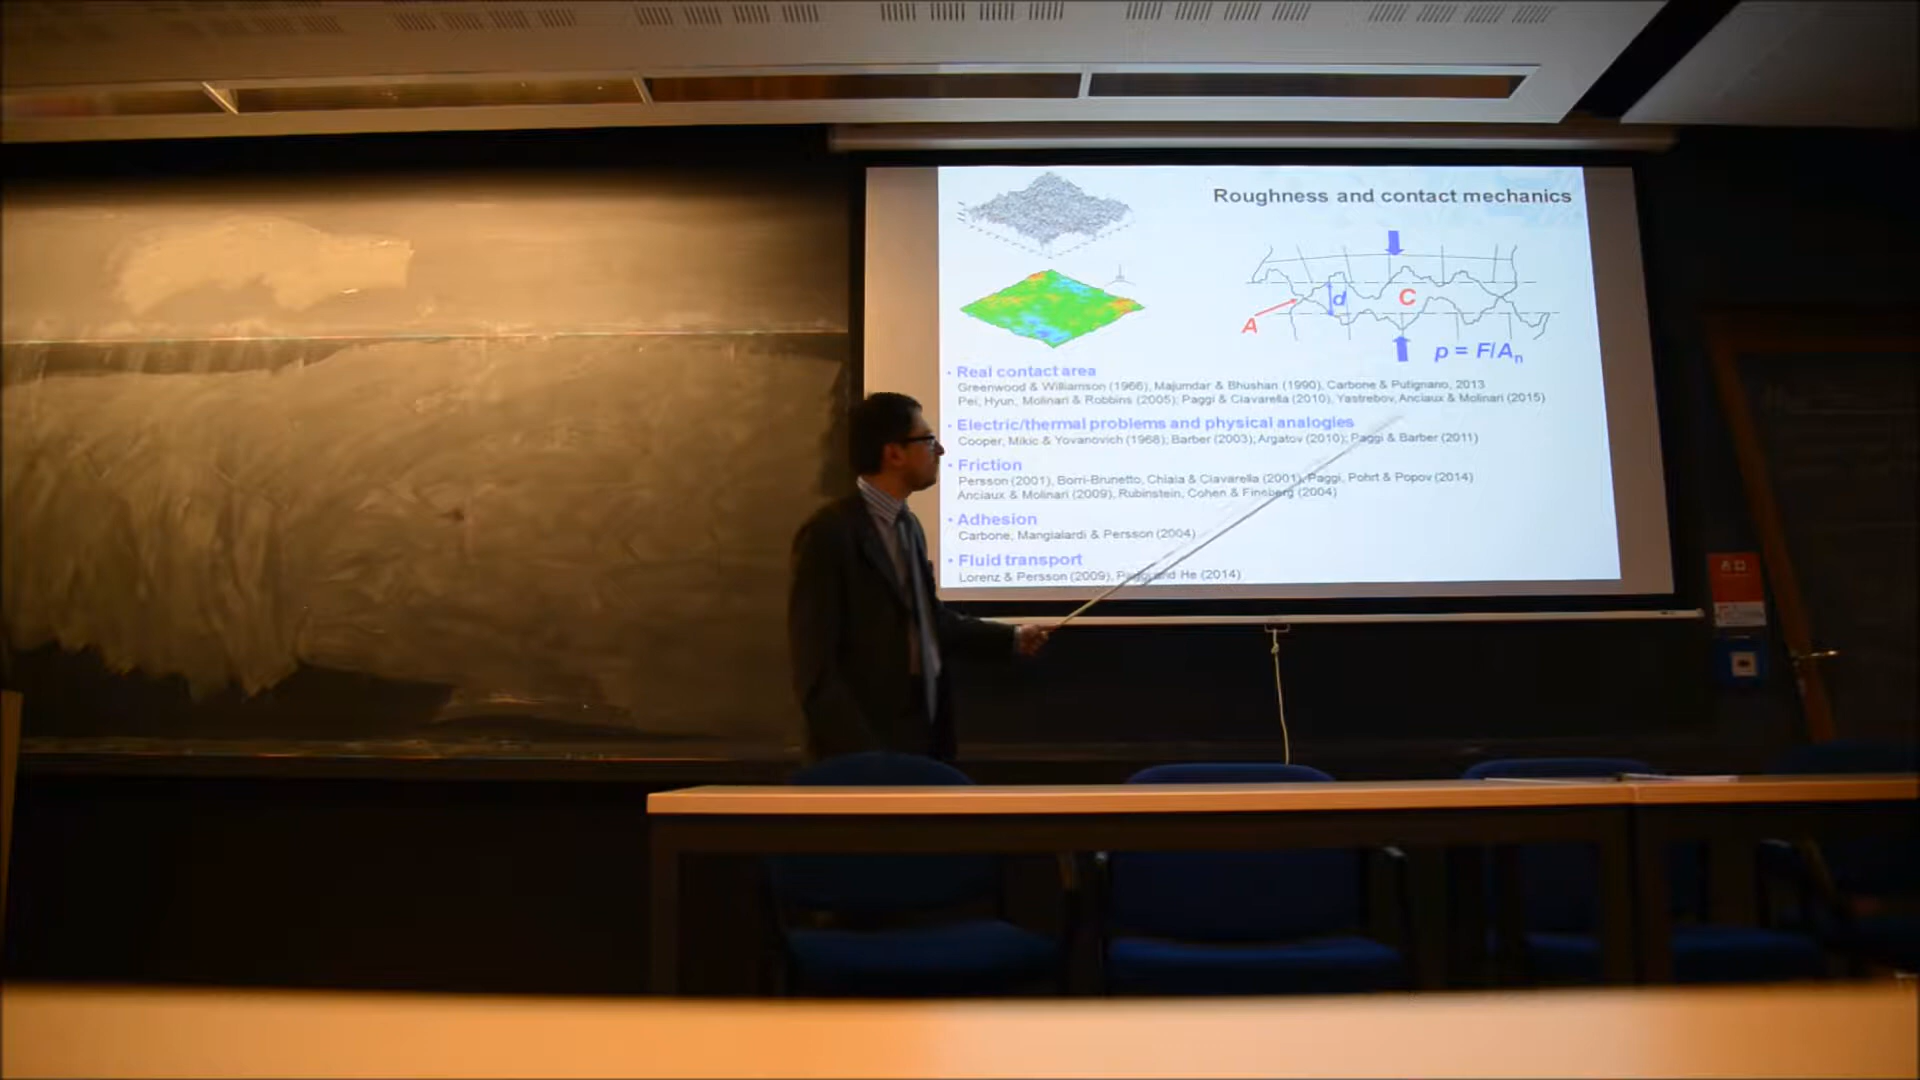 Roughness and contact mechanics
d
C
A
p = F/An
• Real contact area
Greenwood & Williamson (1966), Majumdar & Bhushan (1990), Carbone & Putignano, 2013
Pei, Hyun, Molinari & Robbins (2005); Paggi & Ciavarella (2010), Yastrebov, Anciaux & Molinari (2015)
• Electric/thermal problems and physical analogies
Cooper, Mikic & Yovanovich (1968), Barber (2003); Argatov (2010); Paggi & Barber (2011)
• Friction
Persson (2001), Borri-Brunetto, Chiaia & Ciavarella (2001), Paggi, Pohrt & Popov (2014)
Anciaux & Molinari (2009), Rubinstein, Cohen & Fineberg (2004)
• Adhesion
Carbone, Mangialardi & Persson (2004)
• Fluid transport
Lorenz & Persson (2009), Paggi and He (2014)